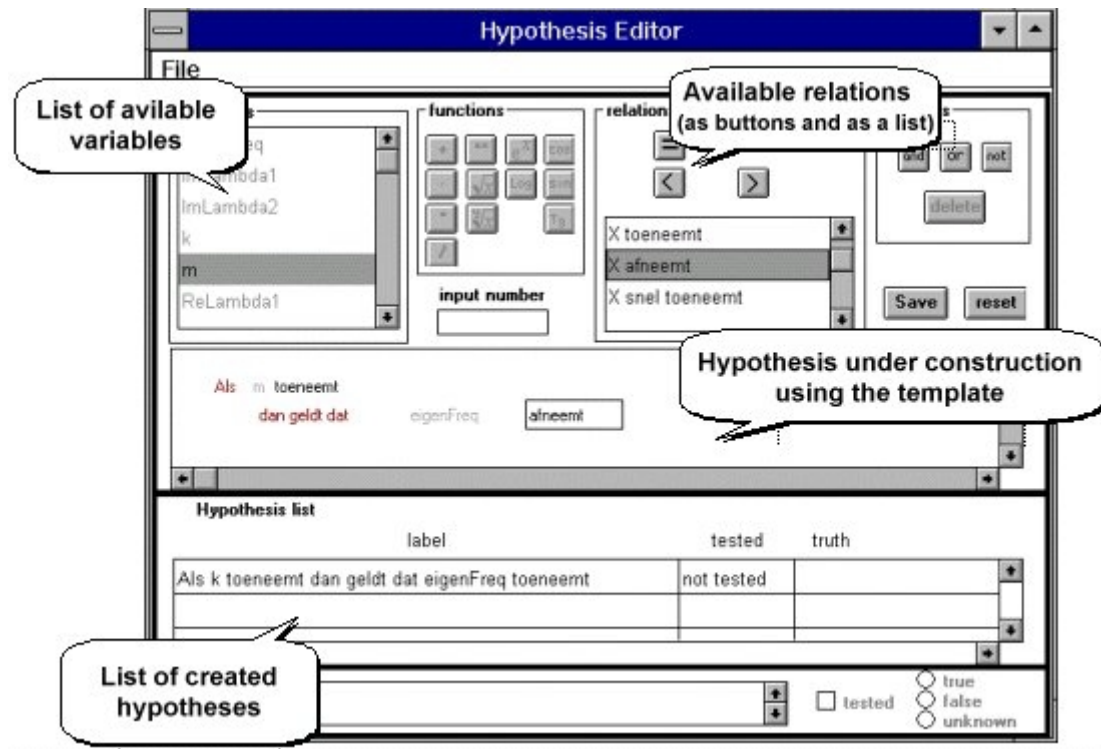 Hypothesis Editor
File
List of avilable
variables
functions
Available relations
(as buttons and as a list)
ImLambda2
k
m
ReLambda1
+ ** e^X cos
- √x Log sin
* Tg
/
input number
=
< >
X toeneemt
X afneemt
X snel toeneemt
and or not
delete
Save reset
Hypothesis under construction
using the template
Als m toeneemt
dan geldt dat eigenFreq afneemt
Hypothesis list
label tested truth
Als k toeneemt dan geldt dat eigenFreq toeneemt not tested
List of created
hypotheses
tested
true
false
unknown